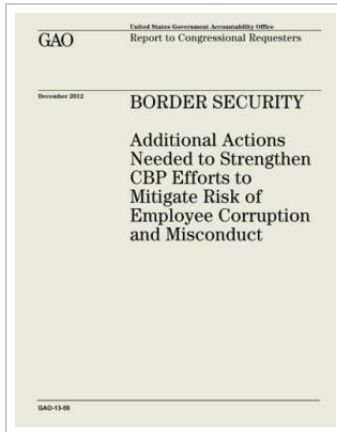 United States Government Accountability Office
GAO
Report to Congressional Requesters
December 2012
BORDER SECURITY
Additional Actions
Needed to Strengthen
CBP Efforts to
Mitigate Risk of
Employee Corruption
and Misconduct
GAO-13-59